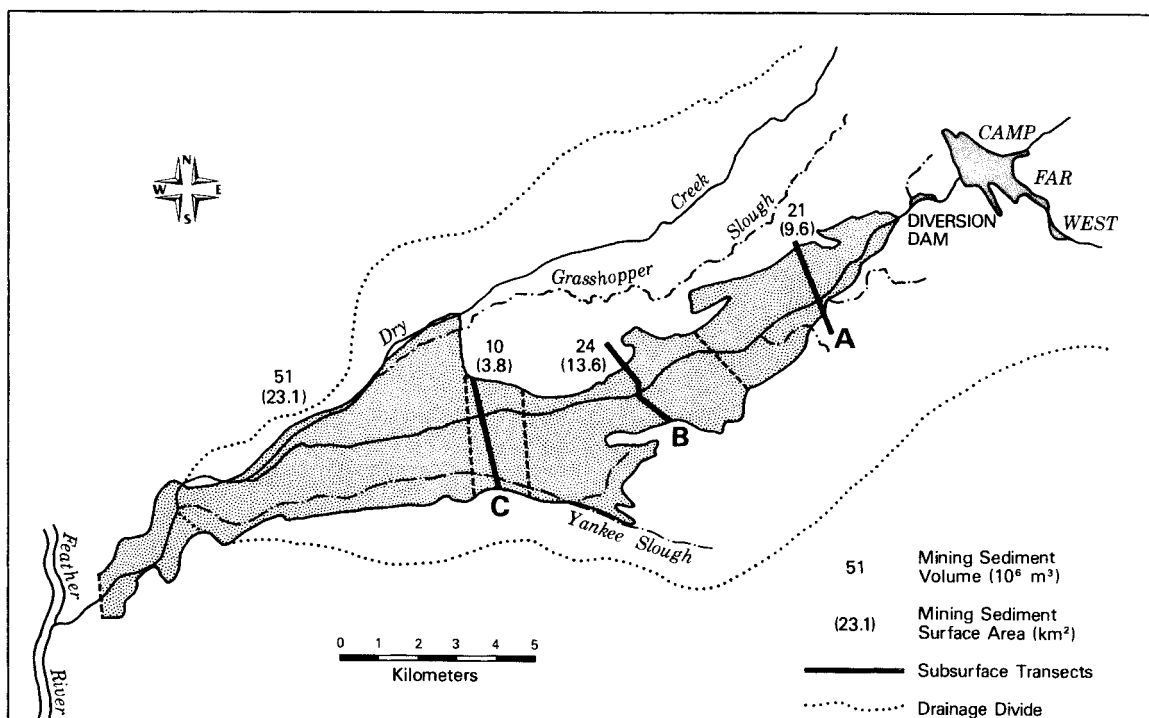 N
W E
S
CAMP
FAR
WEST
DIVERSION
DAM
Creek
Slough
21
(9.6)
Grasshopper
A
Dry
10
(3.8)
24
(13.6)
51
(23.1)
B
C
Yankee Slough
Feather
River
0 1 2 3 4 5
Kilometers
51 Mining Sediment
Volume (10⁶ m³)
(23.1) Mining Sediment
Surface Area (km²)
Subsurface Transects
Drainage Divide